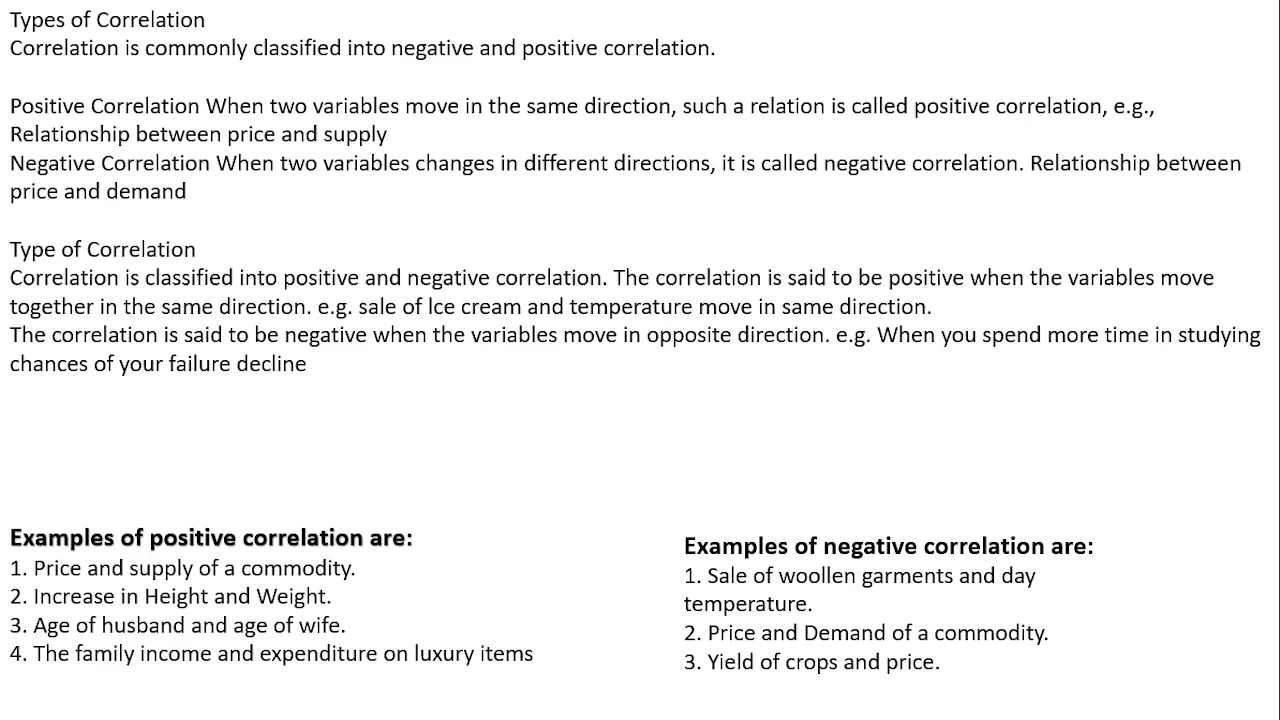 Types of Correlation
Correlation is commonly classified into negative and positive correlation.
Positive Correlation When two variables move in the same direction, such a relation is called positive correlation, e.g.,
Relationship between price and supply
Negative Correlation When two variables changes in different directions, it is called negative correlation. Relationship between
price and demand
Type of Correlation
Correlation is classified into positive and negative correlation. The correlation is said to be positive when the variables move
together in the same direction. e.g. sale of lce cream and temperature move in same direction.
The correlation is said to be negative when the variables move in opposite direction. e.g. When you spend more time in studying
chances of your failure decline
Examples of positive correlation are:
1. Price and supply of a commodity.
2. Increase in Height and Weight.
3. Age of husband and age of wife.
4. The family income and expenditure on luxury items
Examples of negative correlation are:
1. Sale of woollen garments and day
temperature.
2. Price and Demand of a commodity.
3. Yield of crops and price.